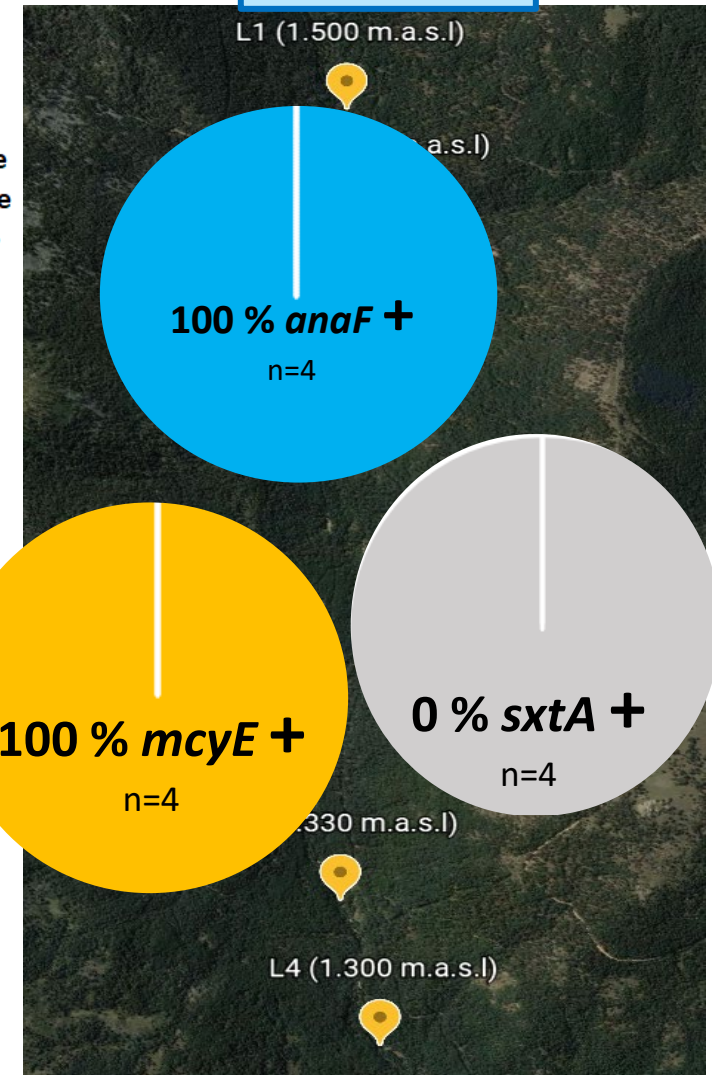 L1 (1.500 m.a.s.l)
a.s.l)
e
e
100 % anaF +
n=4
0 % sxtA +
n=4
100 % mcyE +
n=4
.330 m.a.s.l)
L4 (1.300 m.a.s.l)